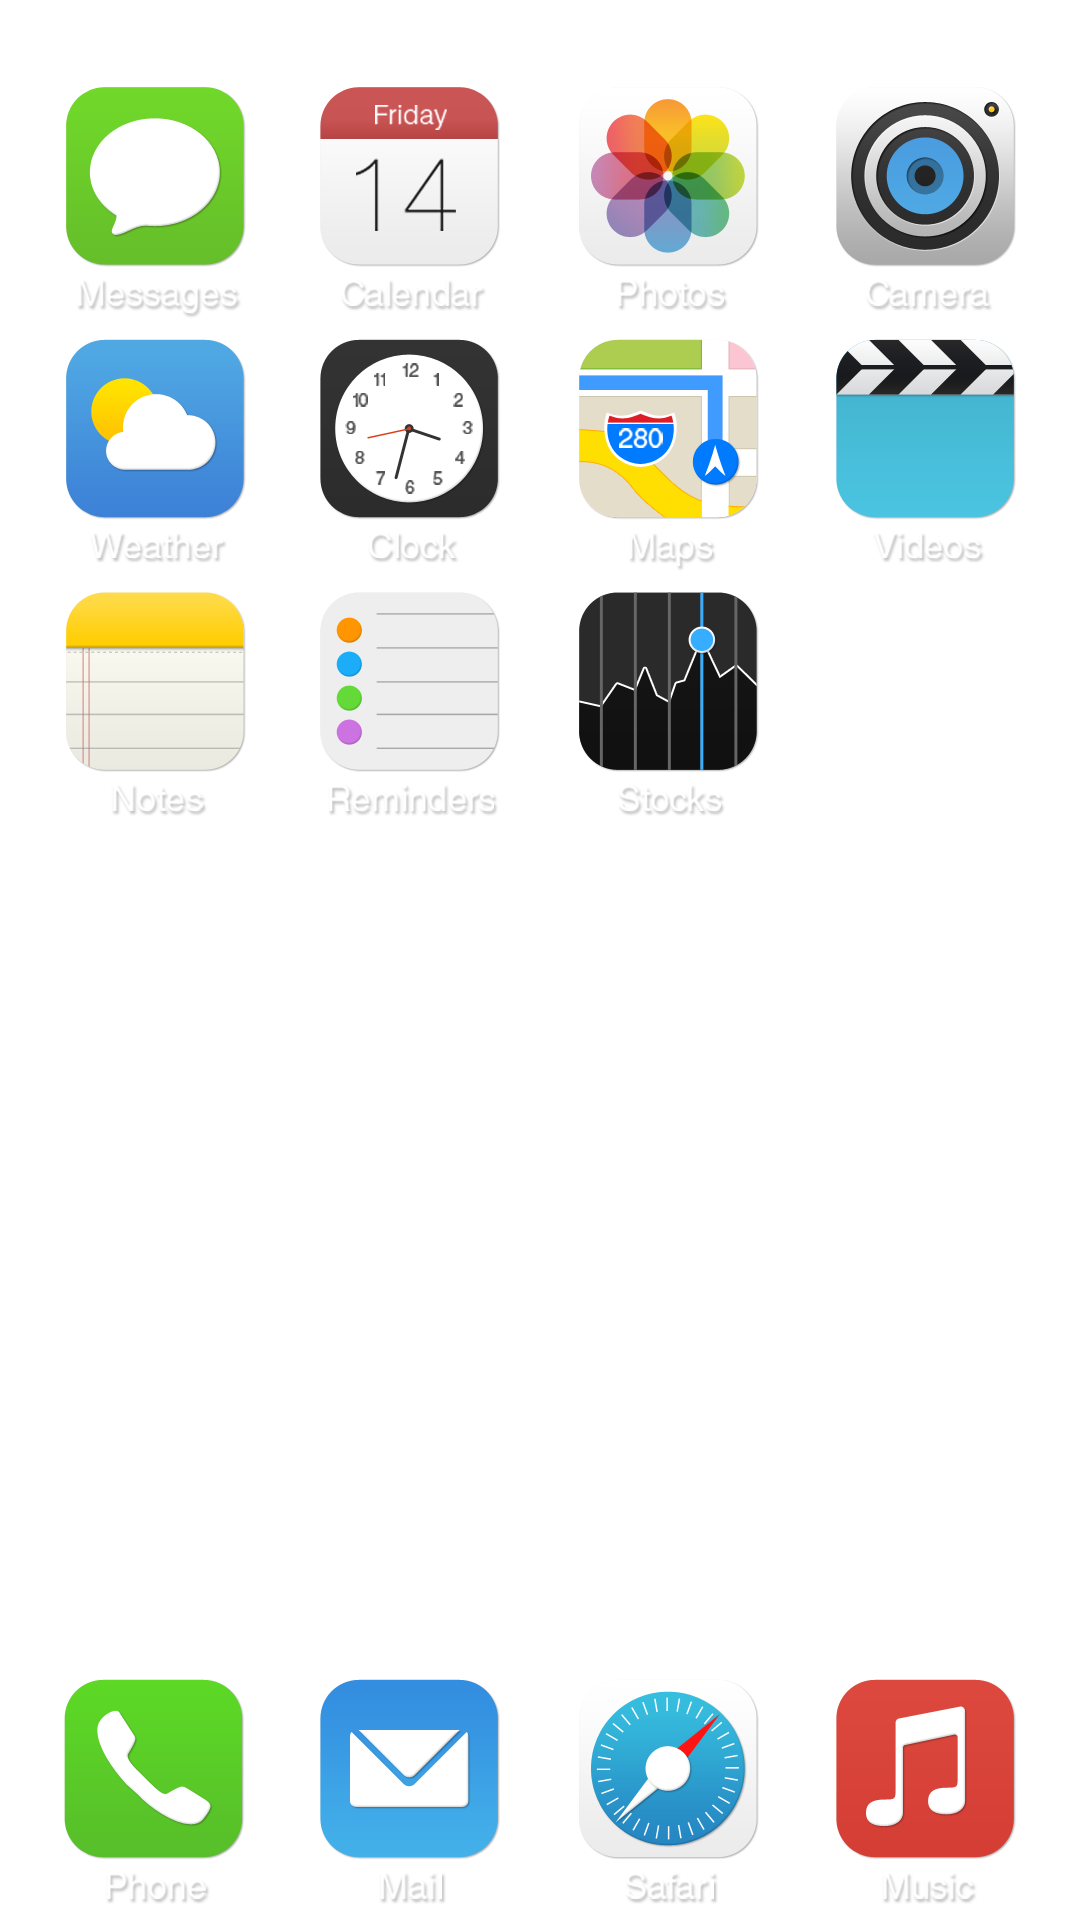 Friday
14
Messages Calendar Photos Camera
12
11 1
10 2
9 3
8 4
7 5
6
280
Weather Clock Maps Videos
Notes Reminders Stocks
Phone Mail Safari Music